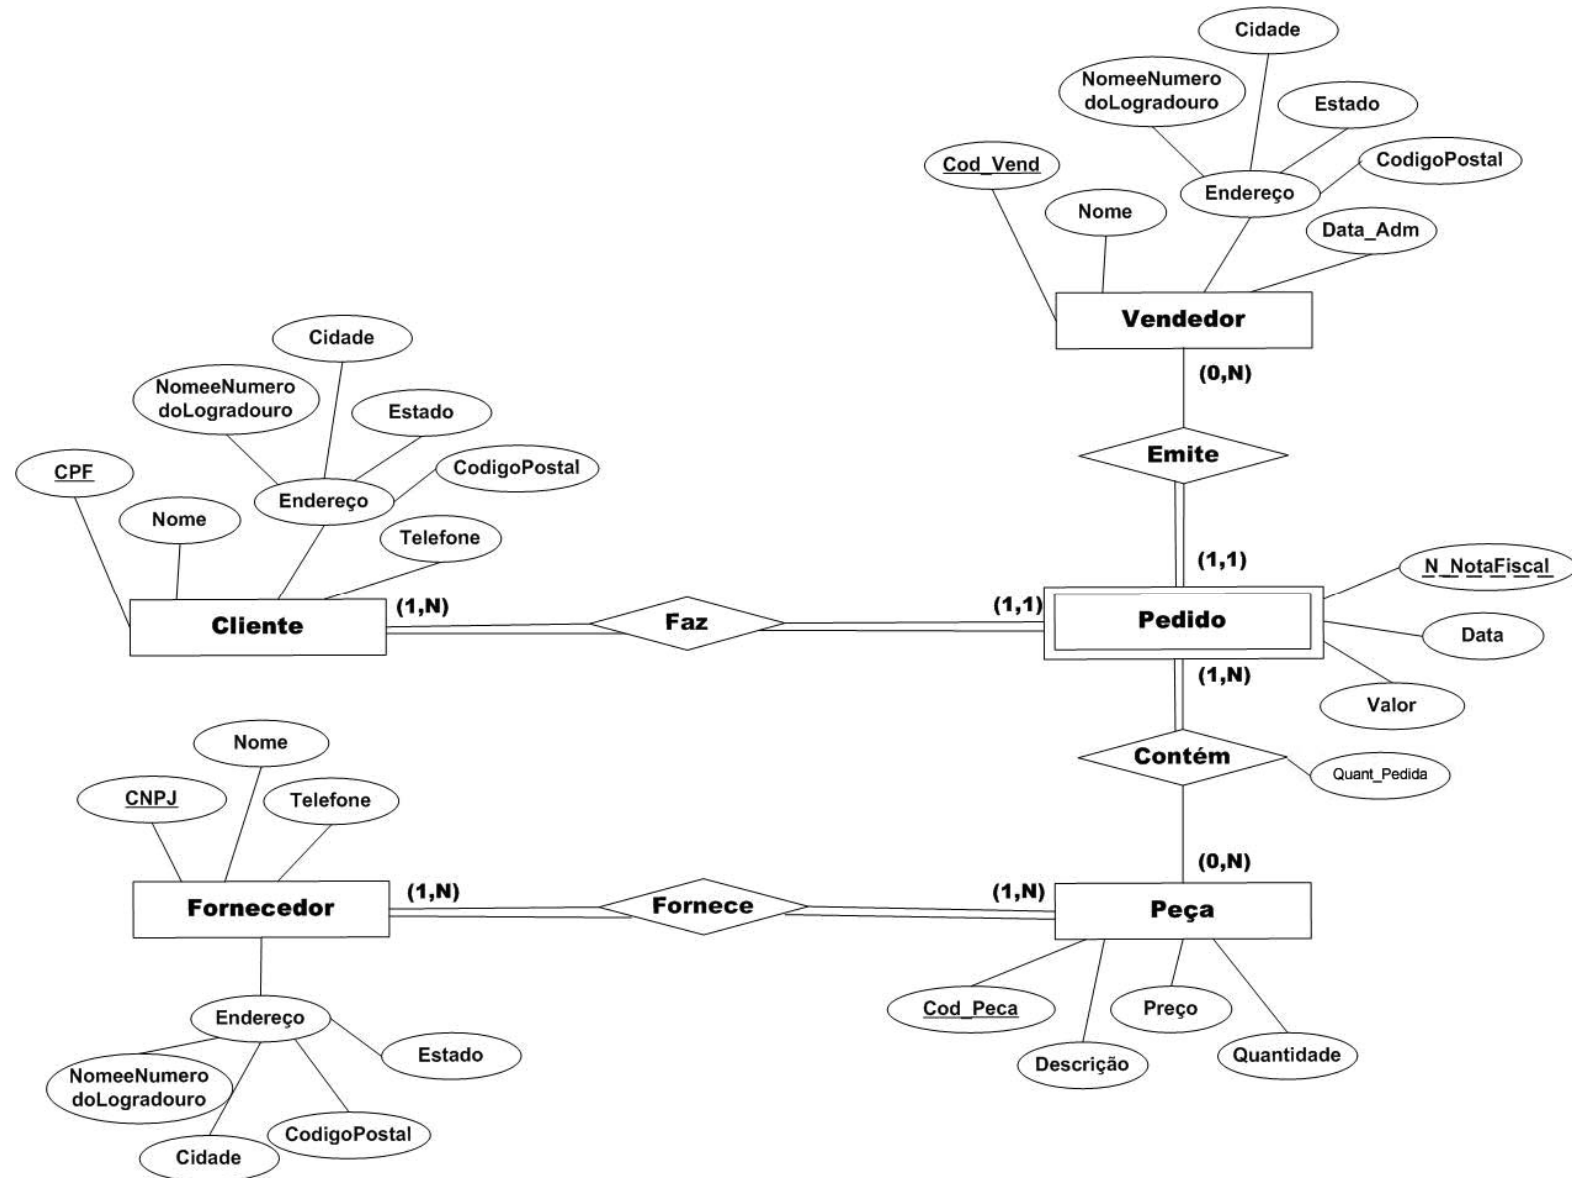 Cidade
NomeeNumero
doLogradouro
Estado
Cod_Vend
CodigoPostal
Endereço
Nome
Data_Adm
Vendedor
(0,N)
Emite
(1,1)
Cidade
NomeeNumero
doLogradouro
Estado
CPF
CodigoPostal
Endereço
Nome
Telefone
Cliente
(1,N)
Faz
(1,1)
Pedido
N_NotaFiscal
Data
Valor
(1,N)
Contém
Quant_Pedida
(0,N)
Nome
CNPJ
Telefone
Fornecedor
(1,N)
Fornece
(1,N)
Peça
Endereço
NomeeNumero
doLogradouro
Cidade
CodigoPostal
Estado
Cod_Peca
Descrição
Preço
Quantidade